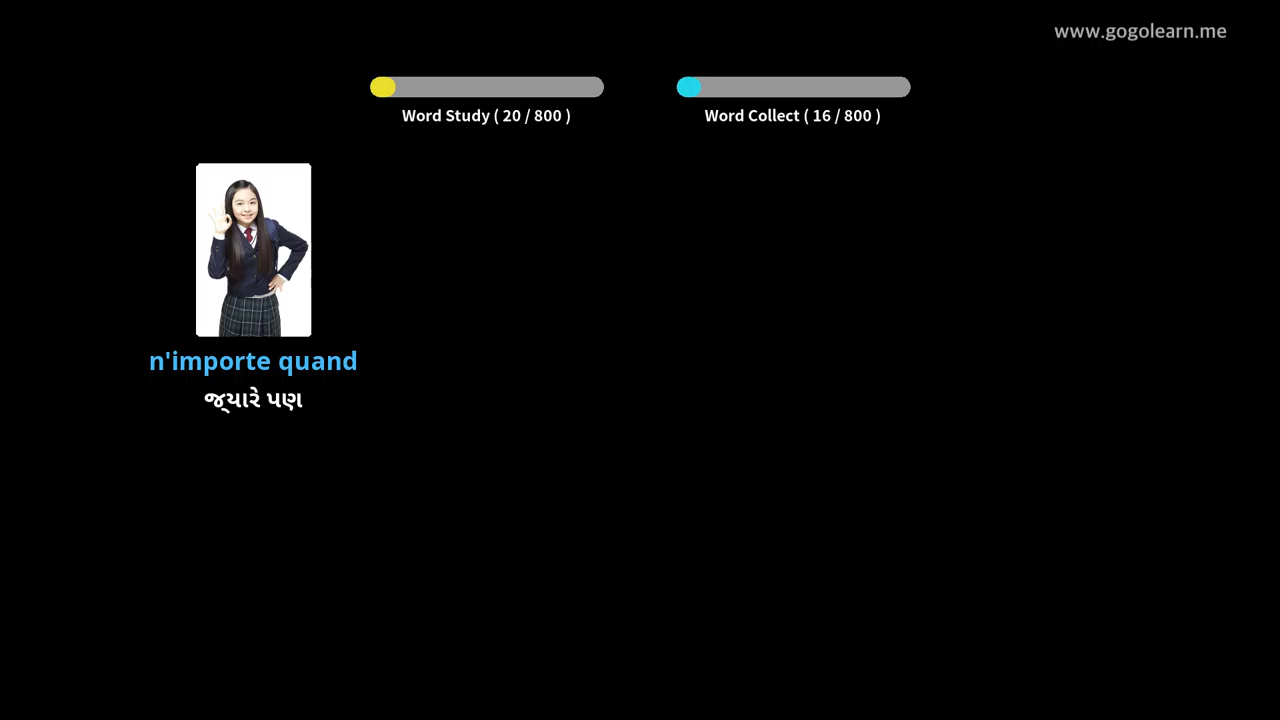 www.gogolearn.me
Word Study ( 20 / 800 )
Word Collect ( 16 / 800 )
n'importe quand
જ્યારે પણ